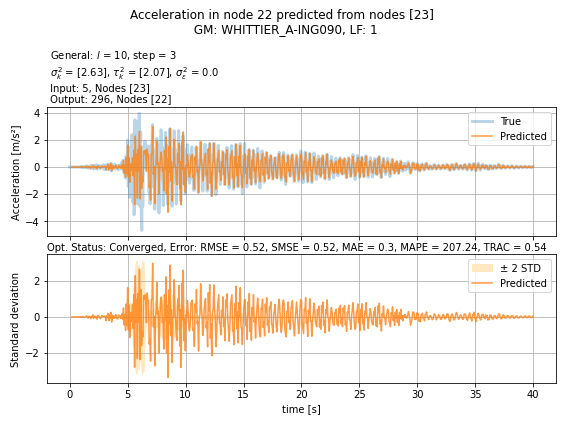 Acceleration in node 22 predicted from nodes [23]
GM: WHITTIER_A-ING090, LF: 1
General: l = 10, step = 3
σ²ₖ = [2.63], τ²ₖ = [2.07], σ²ε = 0.0
Input: 5, Nodes [23]
Output: 296, Nodes [22]
4
2
0
−2
−4
Acceleration [m/s²]
True
Predicted
Opt. Status: Converged, Error: RMSE = 0.52, SMSE = 0.52, MAE = 0.3, MAPE = 207.24, TRAC = 0.54
2
0
−2
Standard deviation
± 2 STD
Predicted
0 5 10 15 20 25 30 35 40
time [s]